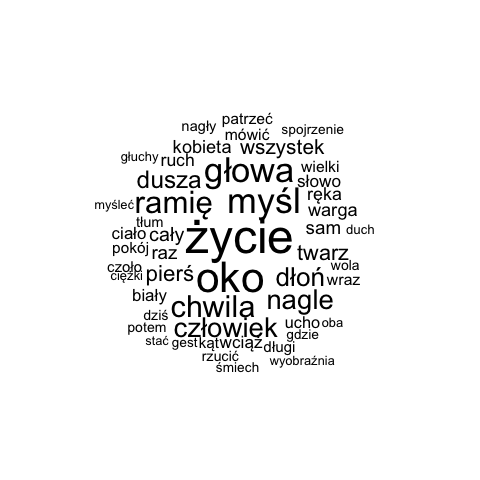 patrzeć
nagły
mówić
spojrzenie
kobieta
wszystek
głuchy
ruch
głowa
wielki
dusza
słowo
myśleć
ramię
myśl
ręka
warga
tłum
ciało
cały
życie
sam
duch
pokój
raz
twarz
czoło
ciężki
pierś
oko
dłoń
wola
wraz
biały
chwila
nagle
dziś
potem
człowiek
ucho
oba
gdzie
stać
gest
kąt
wciąż
długi
rzucić
śmiech
wyobraźnia